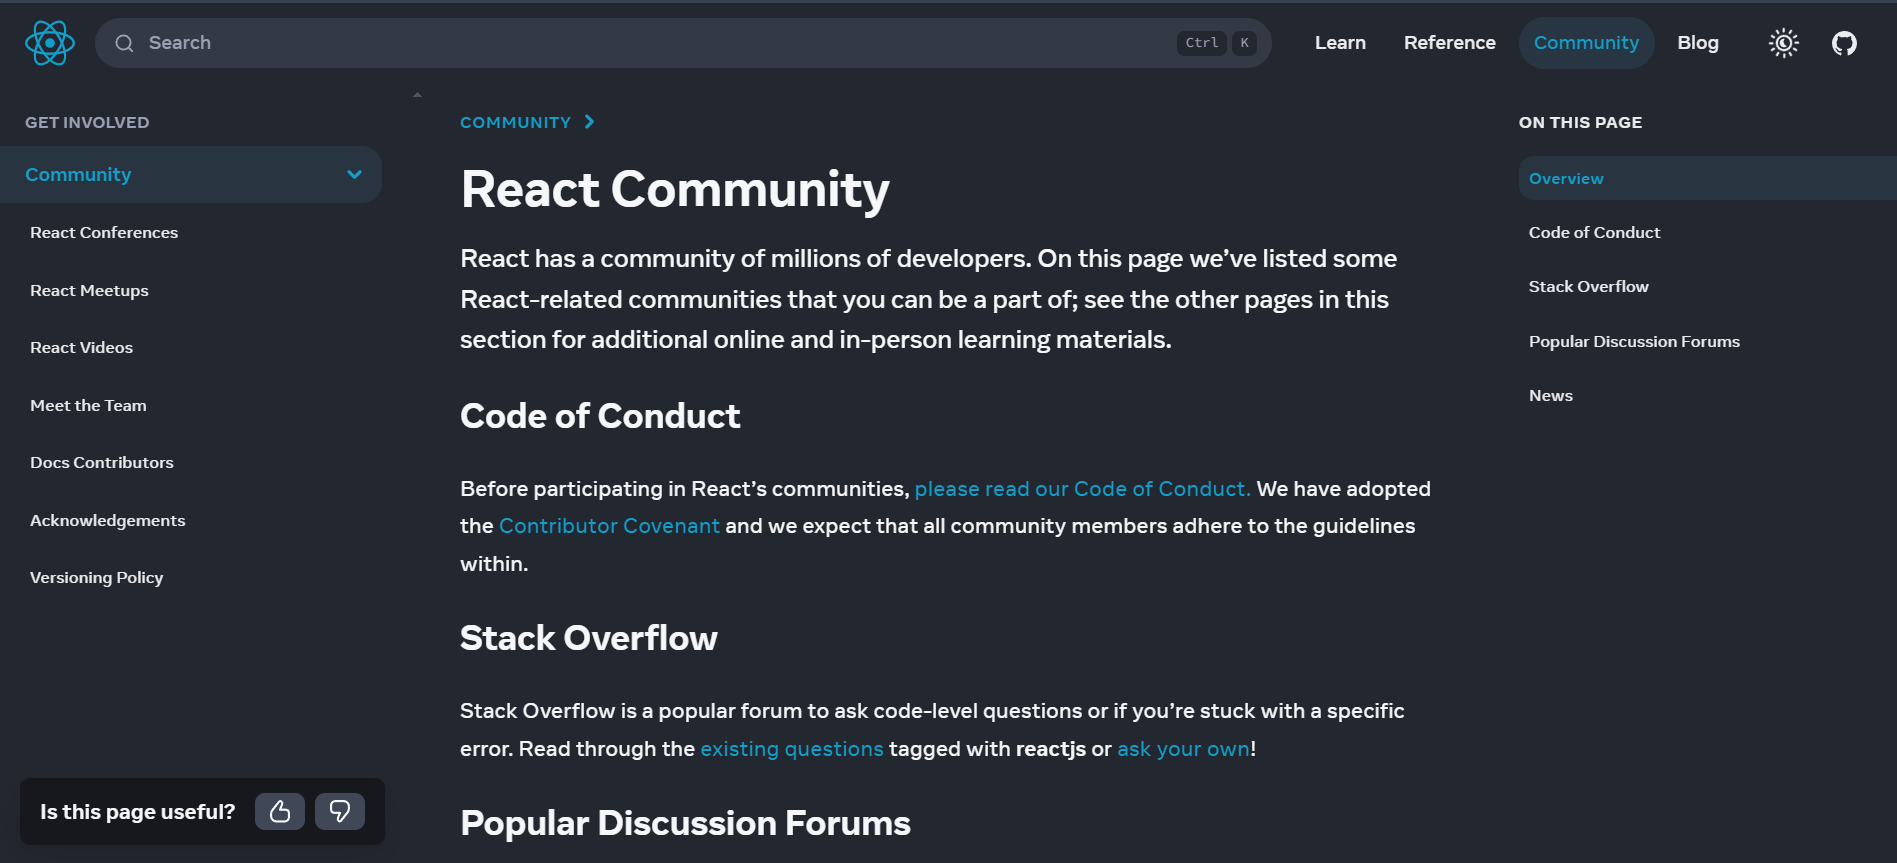 Search
Ctrl K
Learn
Reference
Community
Blog
GET INVOLVED
Community
React Conferences
React Meetups
React Videos
Meet the Team
Docs Contributors
Acknowledgements
Versioning Policy
Is this page useful?
COMMUNITY
React Community
React has a community of millions of developers. On this page we’ve listed some
React-related communities that you can be a part of; see the other pages in this
section for additional online and in-person learning materials.
Code of Conduct
Before participating in React’s communities, please read our Code of Conduct. We have adopted
the Contributor Covenant and we expect that all community members adhere to the guidelines
within.
Stack Overflow
Stack Overflow is a popular forum to ask code-level questions or if you’re stuck with a specific
error. Read through the existing questions tagged with reactjs or ask your own!
Popular Discussion Forums
ON THIS PAGE
Overview
Code of Conduct
Stack Overflow
Popular Discussion Forums
News